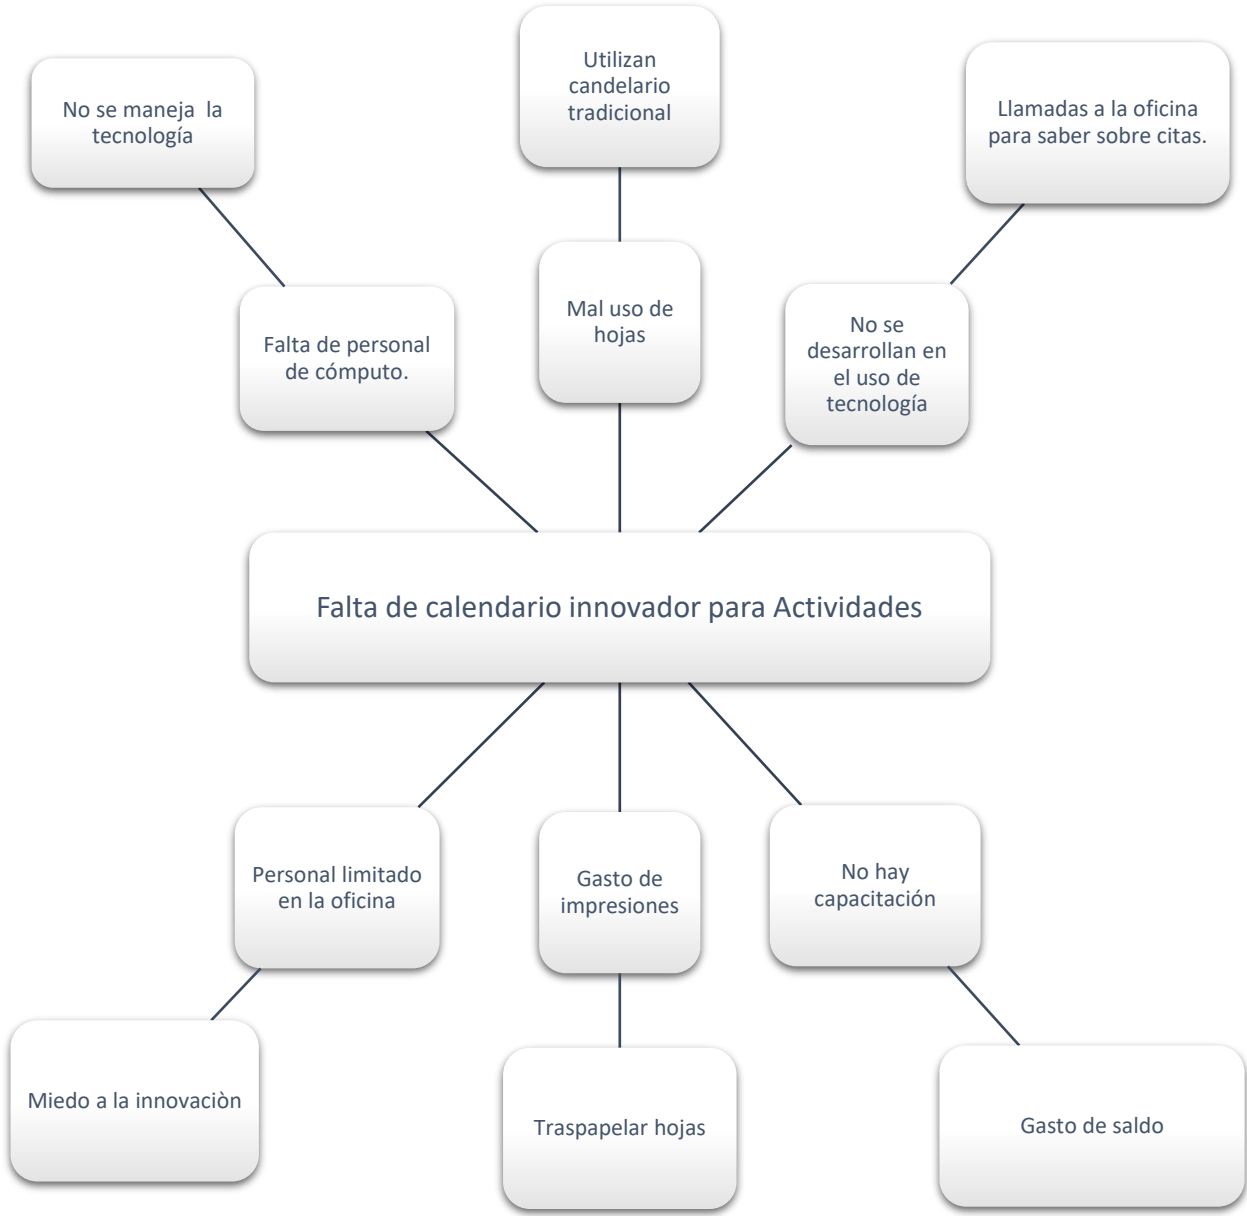 Utilizan
candelario
tradicional
No se maneja  la
tecnología
Llamadas a la oficina
para saber sobre citas.
Falta de personal
de cómputo.
Mal uso de
hojas
No se
desarrollan en
el uso de
tecnología
Falta de calendario innovador para Actividades
Personal limitado
en la oficina
Gasto de
impresiones
No hay
capacitación
Miedo a la innovaciòn
Traspapelar hojas
Gasto de saldo